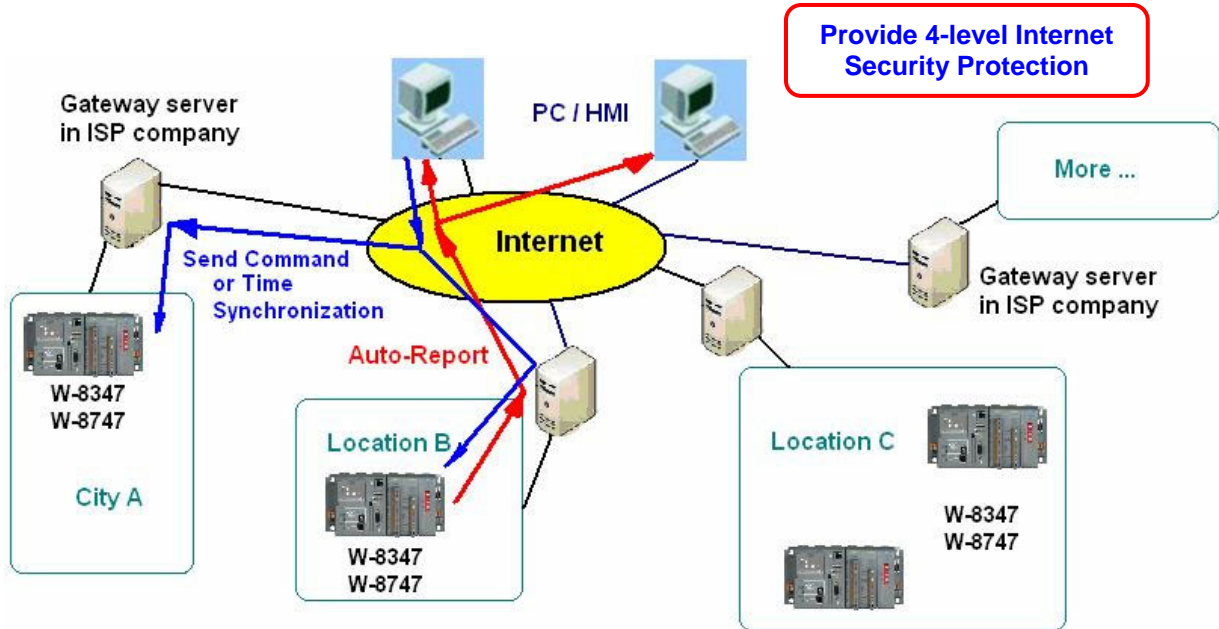 Provide 4-level Internet
Security Protection
Gateway server
in ISP company
PC / HMI
More ...
Internet
Send Command
or Time
Synchronization
Gateway server
in ISP company
Auto-Report
W-8347
W-8747
City A
Location B
W-8347
W-8747
Location C
W-8347
W-8747